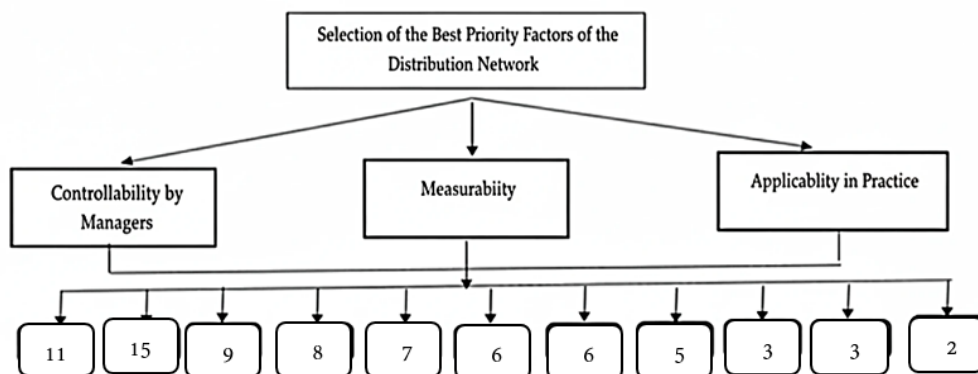 Selection of the Best Priority Factors of the
Distribution Network
Controllability by
Managers
Measurabiity
Applicablity in Practice
11
15
9
8
7
6
6
5
3
3
2